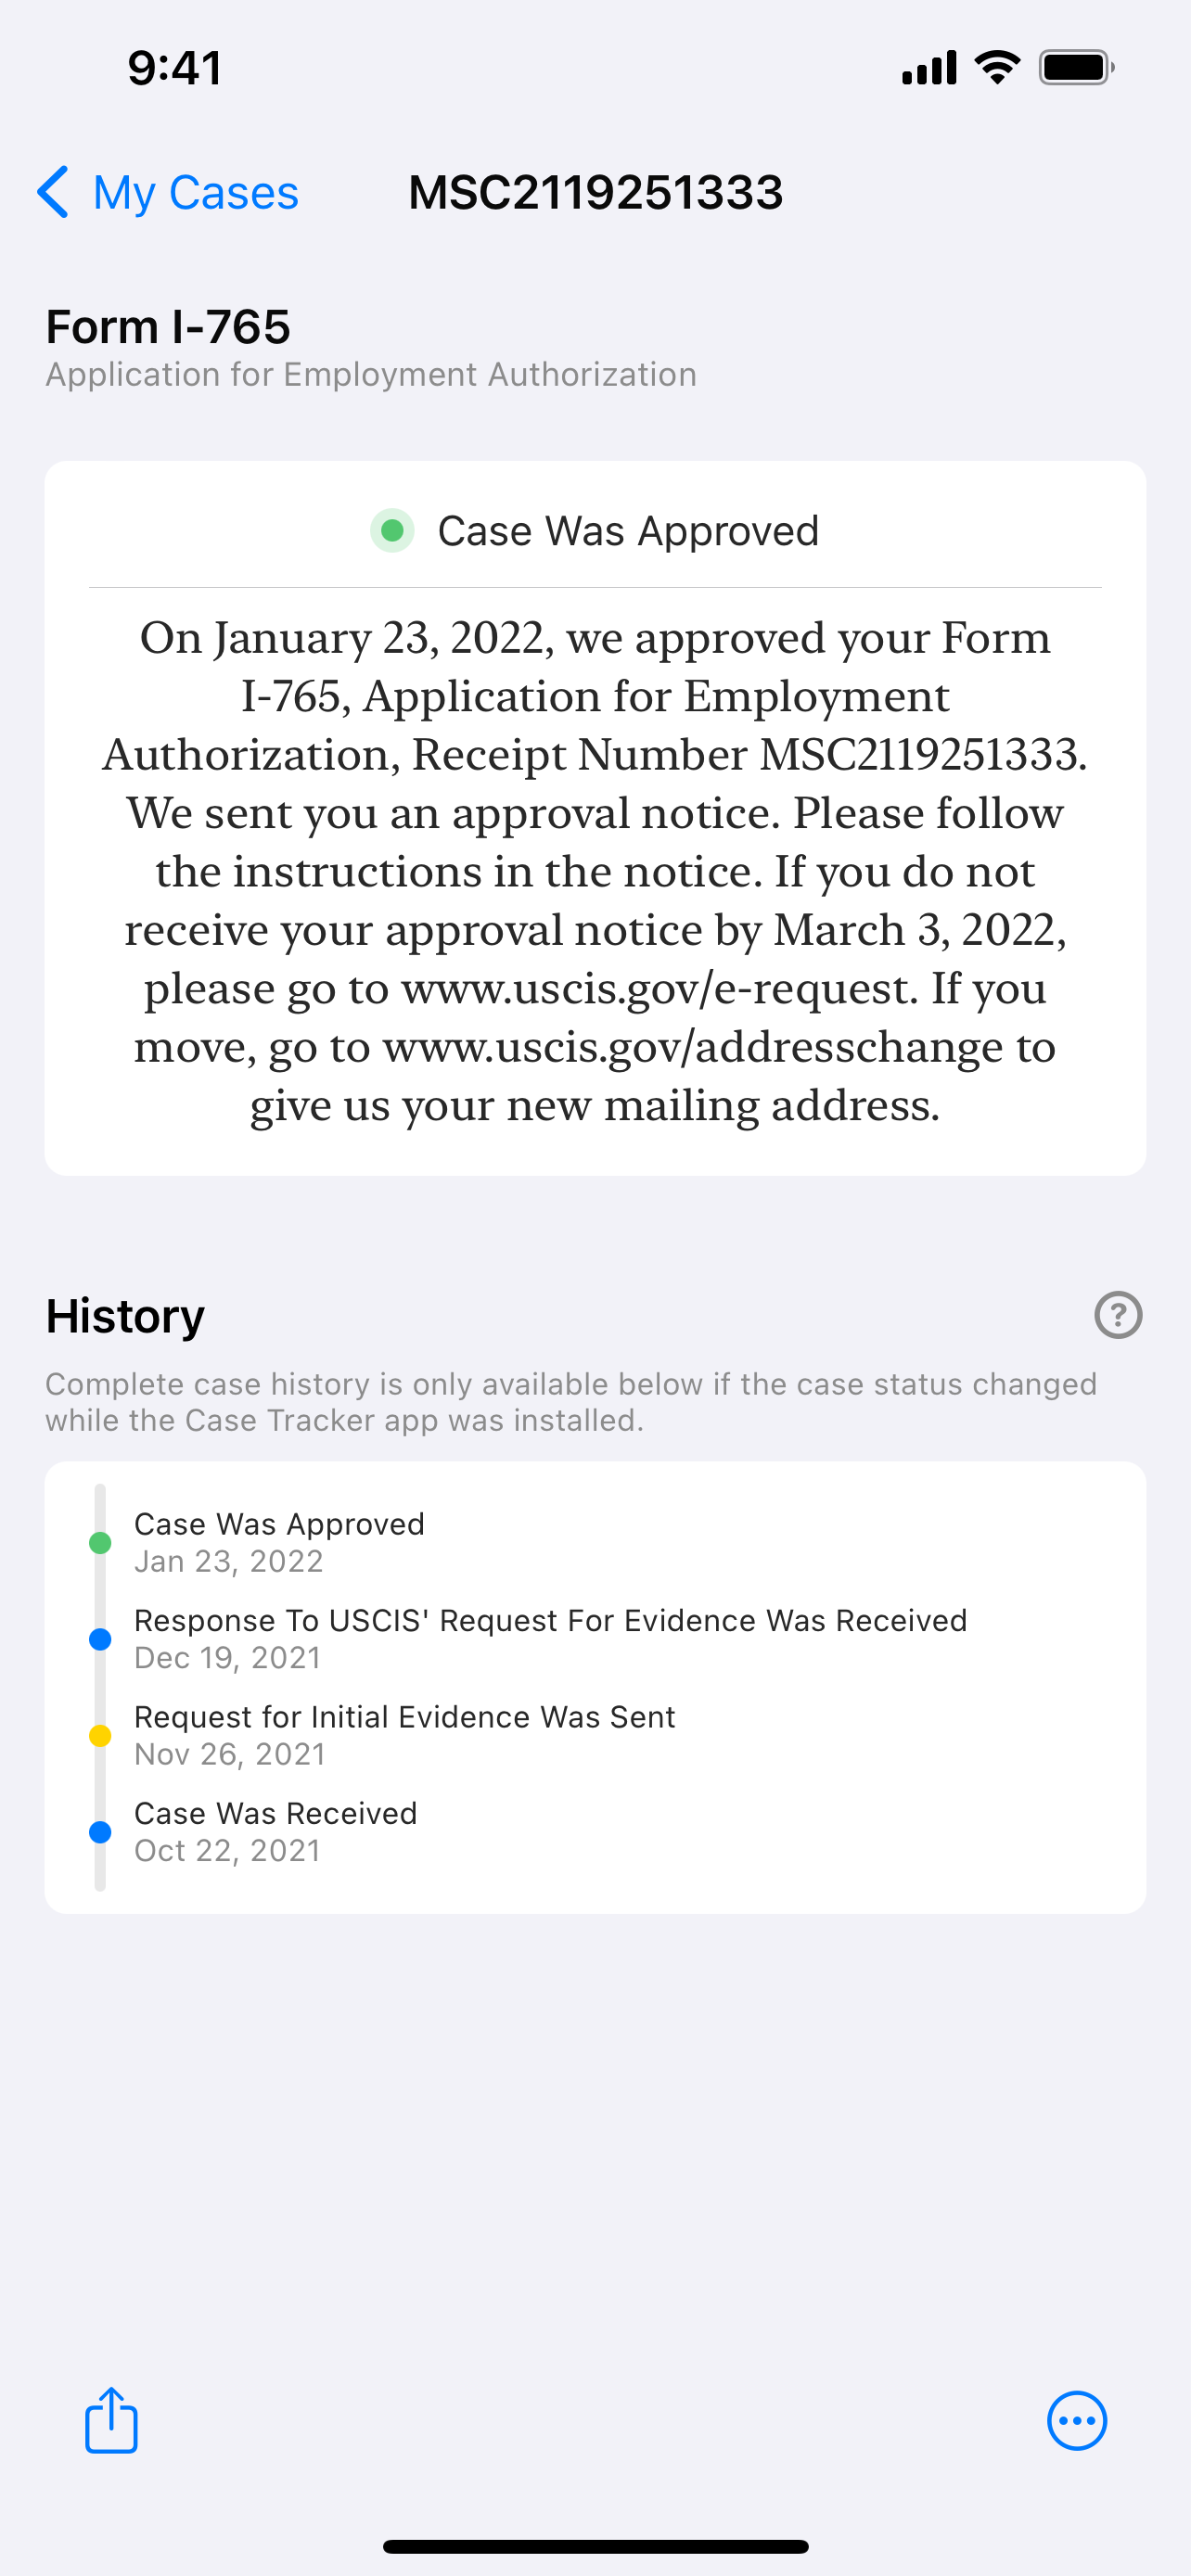 9:41
My Cases
MSC2119251333
Form I-765
Application for Employment Authorization
Case Was Approved
On January 23, 2022, we approved your Form
I-765, Application for Employment
Authorization, Receipt Number MSC2119251333.
We sent you an approval notice. Please follow
the instructions in the notice. If you do not
receive your approval notice by March 3, 2022,
please go to www.uscis.gov/e-request. If you
move, go to www.uscis.gov/addresschange to
give us your new mailing address.
History
?
Complete case history is only available below if the case status changed
while the Case Tracker app was installed.
Case Was Approved
Jan 23, 2022
Response To USCIS' Request For Evidence Was Received
Dec 19, 2021
Request for Initial Evidence Was Sent
Nov 26, 2021
Case Was Received
Oct 22, 2021